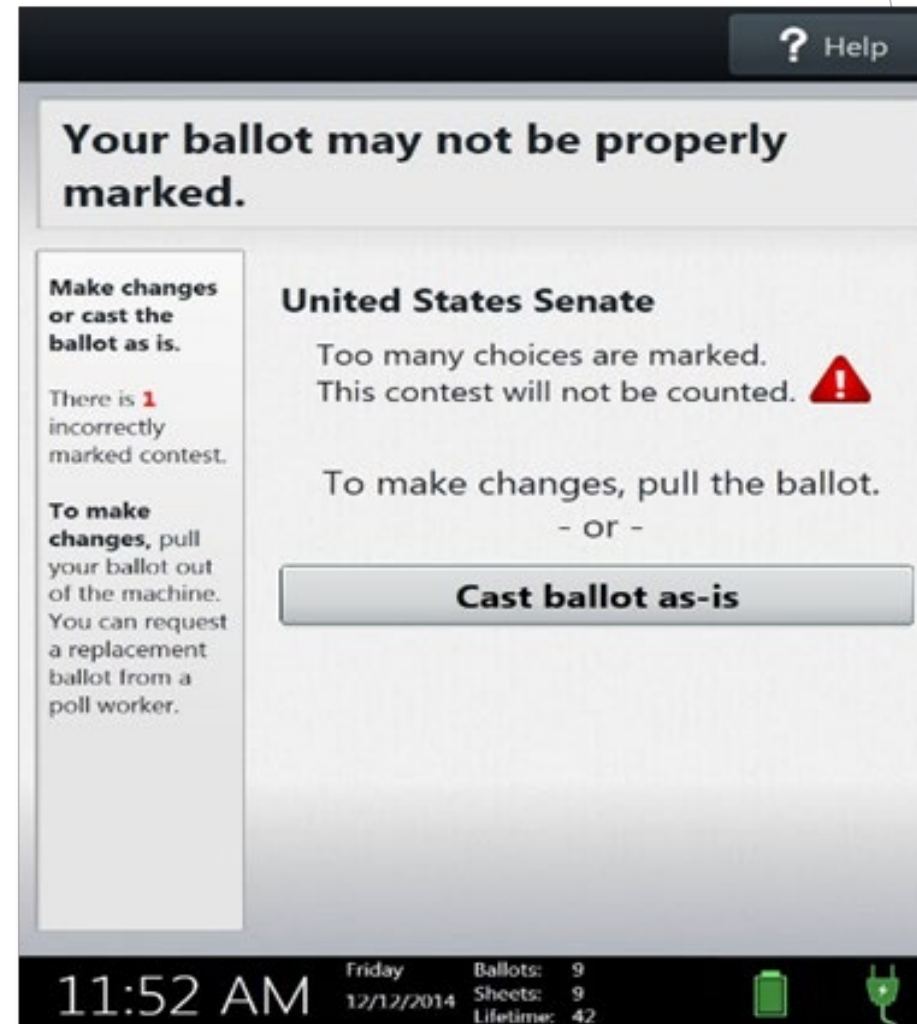 ? Help
Your ballot may not be properly
marked.
Make changes
or cast the
ballot as is.
There is 1
incorrectly
marked contest.
To make
changes, pull
your ballot out
of the machine.
You can request
a replacement
ballot from a
poll worker.
United States Senate
Too many choices are marked.
This contest will not be counted. !
To make changes, pull the ballot.
- or -
Cast ballot as-is
11:52 AM
Friday
12/12/2014
Ballots: 9
Sheets: 9
Lifetime: 42